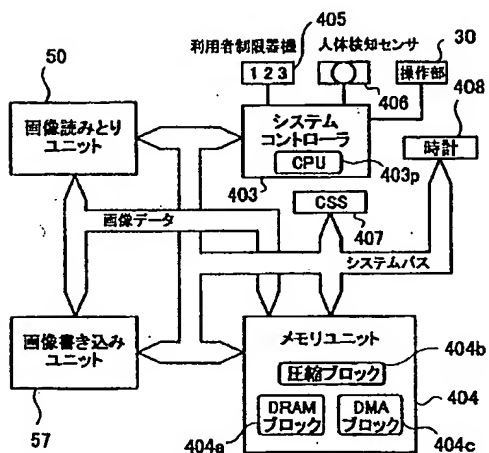 405
利用者制限器機
1 2 3
人体検知センサ
406
30
操作部
50
画像読みとり
ユニット
システム
コントローラ
CPU
403
403p
408
時計
画像データ
CSS
407
システムバス
画像書き込み
ユニット
57
メモリユニット
圧縮ブロック
404b
DRAM
ブロック
404a
DMA
ブロック
404c
404